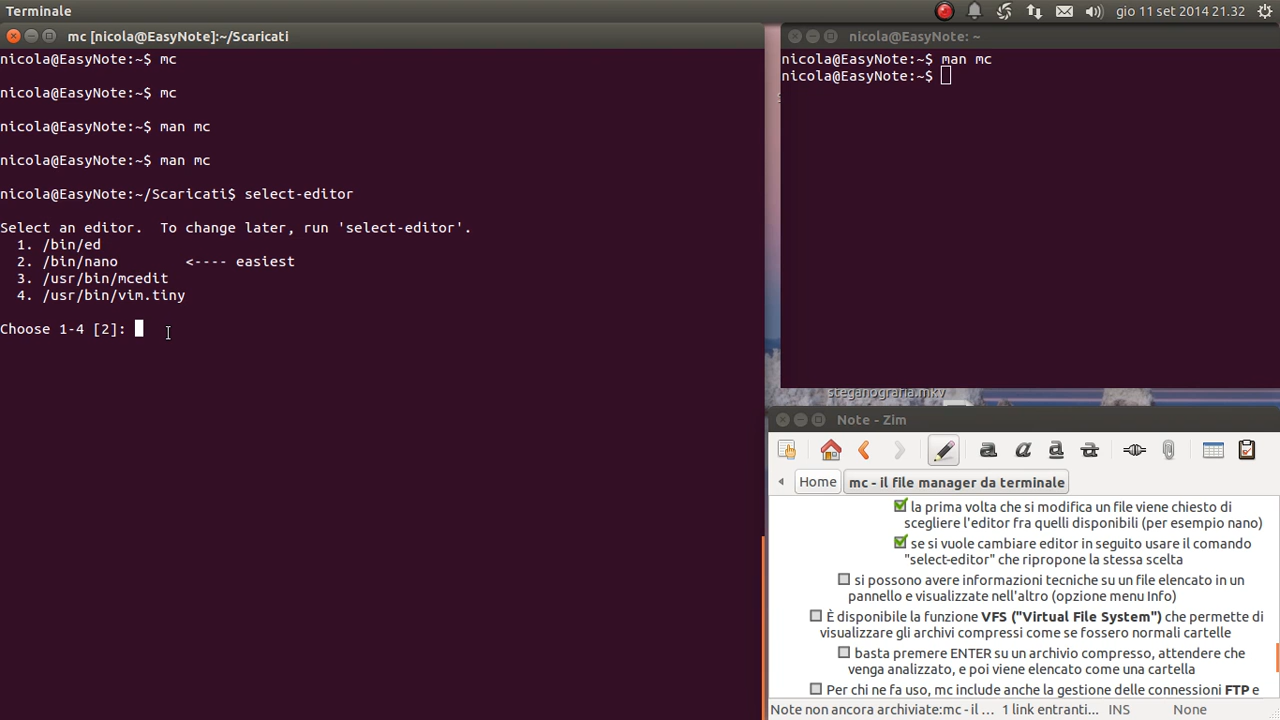 Terminale
gio 11 set 2014 21.32
mc [nicola@EasyNote]:~/Scaricati
nicola@EasyNote:~$ mc
nicola@EasyNote:~$ mc
nicola@EasyNote:~$ man mc
nicola@EasyNote:~$ man mc
nicola@EasyNote:~/Scaricati$ select-editor
Select an editor.  To change later, run 'select-editor'.
1. /bin/ed
2. /bin/nano        <---- easiest
3. /usr/bin/mcedit
4. /usr/bin/vim.tiny
Choose 1-4 [2]:
nicola@EasyNote: ~
nicola@EasyNote:~$ man mc
nicola@EasyNote:~$
steganografia.mkv
Note - Zim
Home
mc - il file manager da terminale
la prima volta che si modifica un file viene chiesto di
scegliere l'editor fra quelli disponibili (per esempio nano)
se si vuole cambiare editor in seguito usare il comando
"select-editor" che ripropone la stessa scelta
si possono avere informazioni tecniche su un file elencato in un
pannello e visualizzate nell'altro (opzione menu Info)
È disponibile la funzione VFS ("Virtual File System") che permette di
visualizzare gli archivi compressi come se fossero normali cartelle
basta premere ENTER su un archivio compresso, attendere che
venga analizzato, e poi viene elencato come una cartella
Per chi ne fa uso, mc include anche la gestione delle connessioni FTP e
Note non ancora archiviate:mc - il ...
1 link entranti...
INS
None